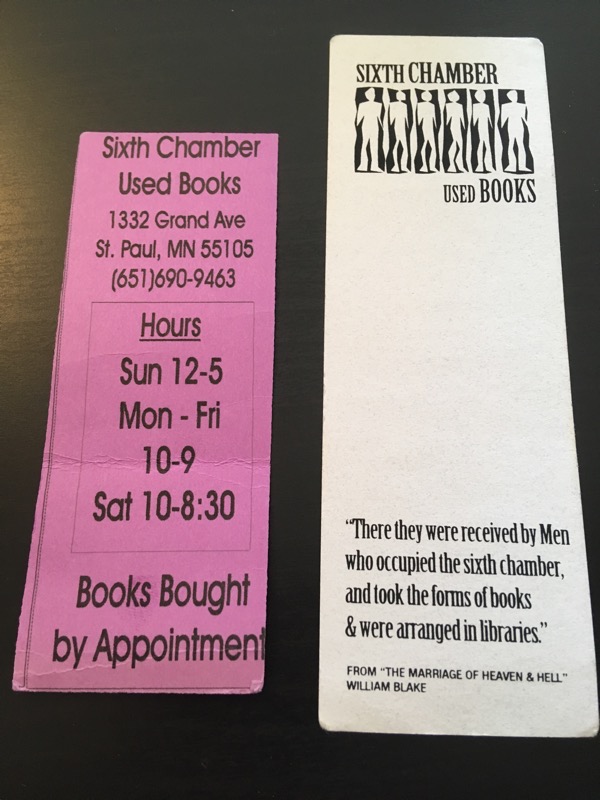 Sixth Chamber
Used Books
1332 Grand Ave
St. Paul, MN 55105
(651)690-9463
Hours
Sun 12-5
Mon - Fri
10-9
Sat 10-8:30
Books Bought
by Appointment
SIXTH CHAMBER
USED BOOKS
“There they were received by Men
who occupied the sixth chamber,
and took the forms of books
& were arranged in libraries.”
FROM "THE MARRIAGE OF HEAVEN & HELL"
WILLIAM BLAKE